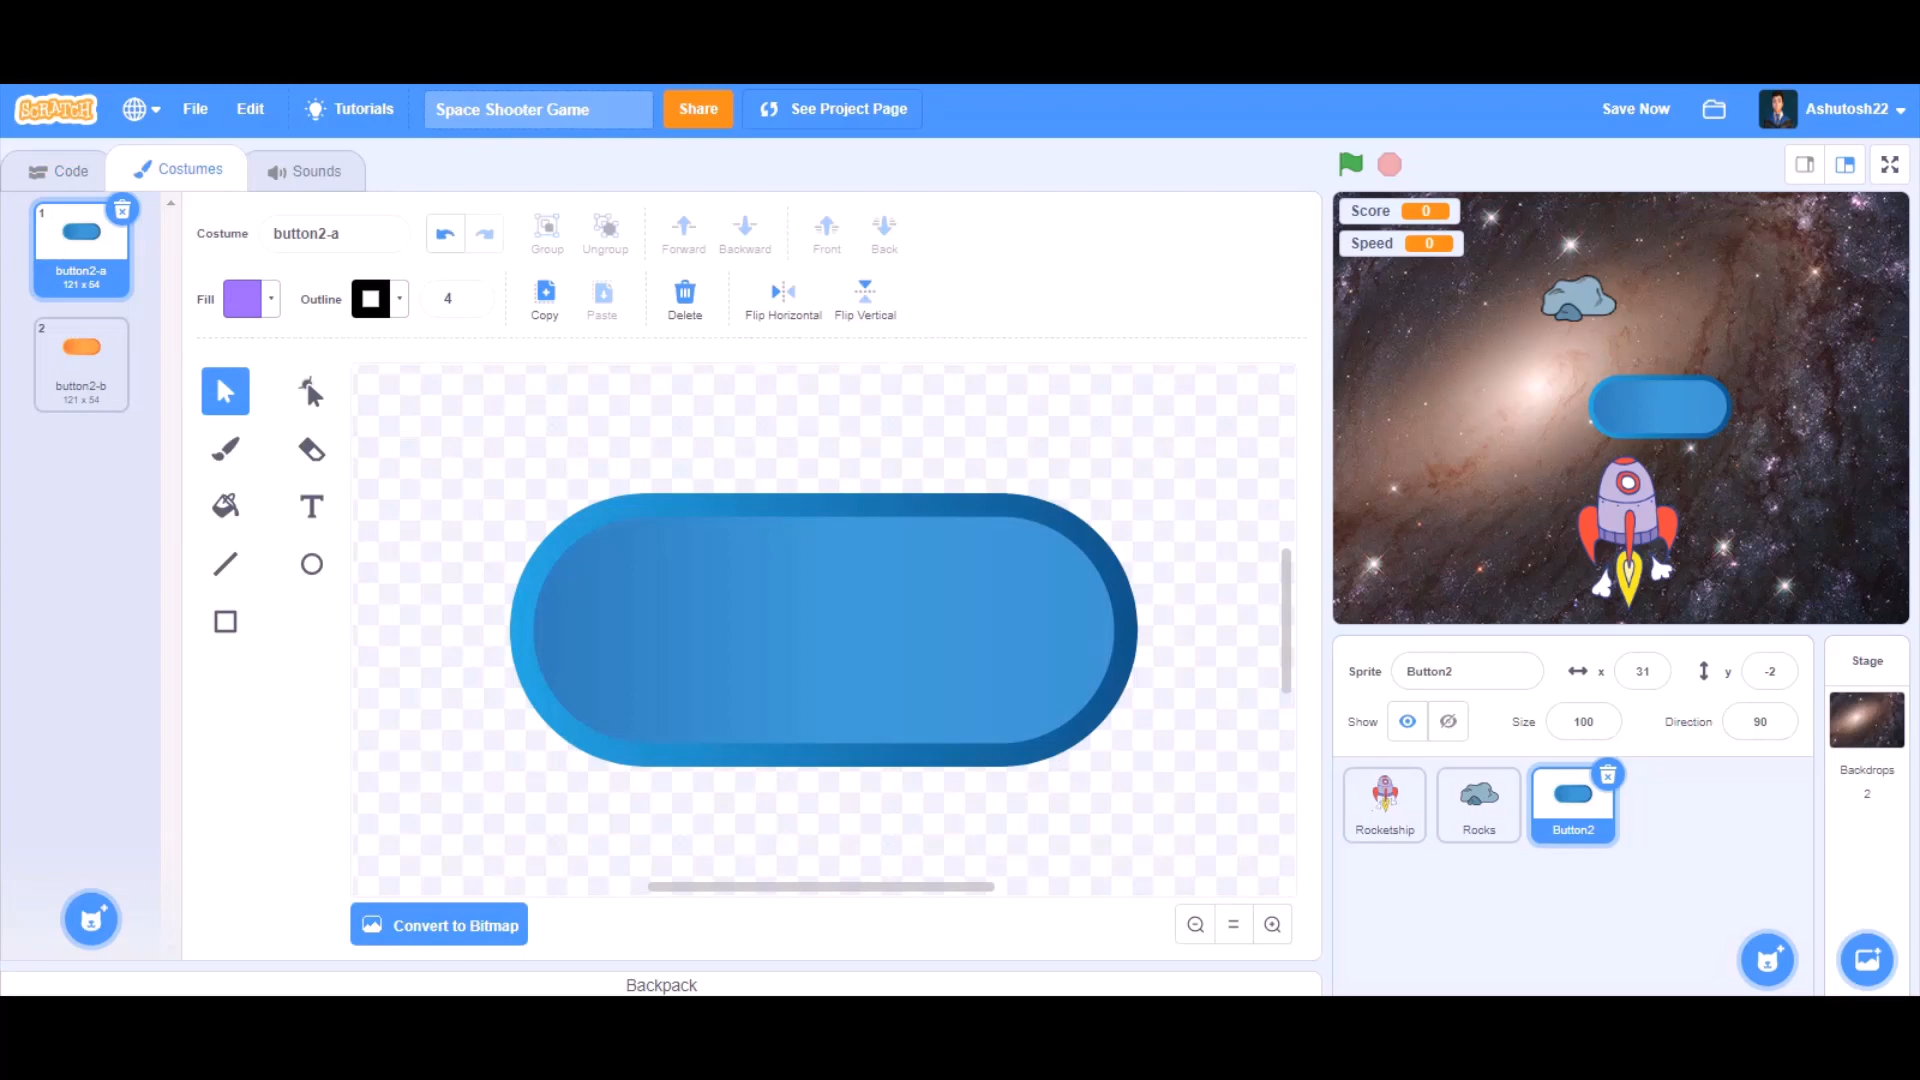 SCRATCH File Edit Tutorials Space Shooter Game Share See Project Page Save Now Ashutosh22
Code Costumes Sounds
1
button2-a
121 x 54
2
button2-b
121 x 54
Costume button2-a Group Ungroup Forward Backward Front Back
Fill Outline 4 Copy Paste Delete Flip Horizontal Flip Vertical
T
Convert to Bitmap
Backpack
Score 0
Speed 0
Sprite Button2 x 31 y -2
Show Size 100 Direction 90
Rocketship Rocks Button2
Stage
Backdrops
2